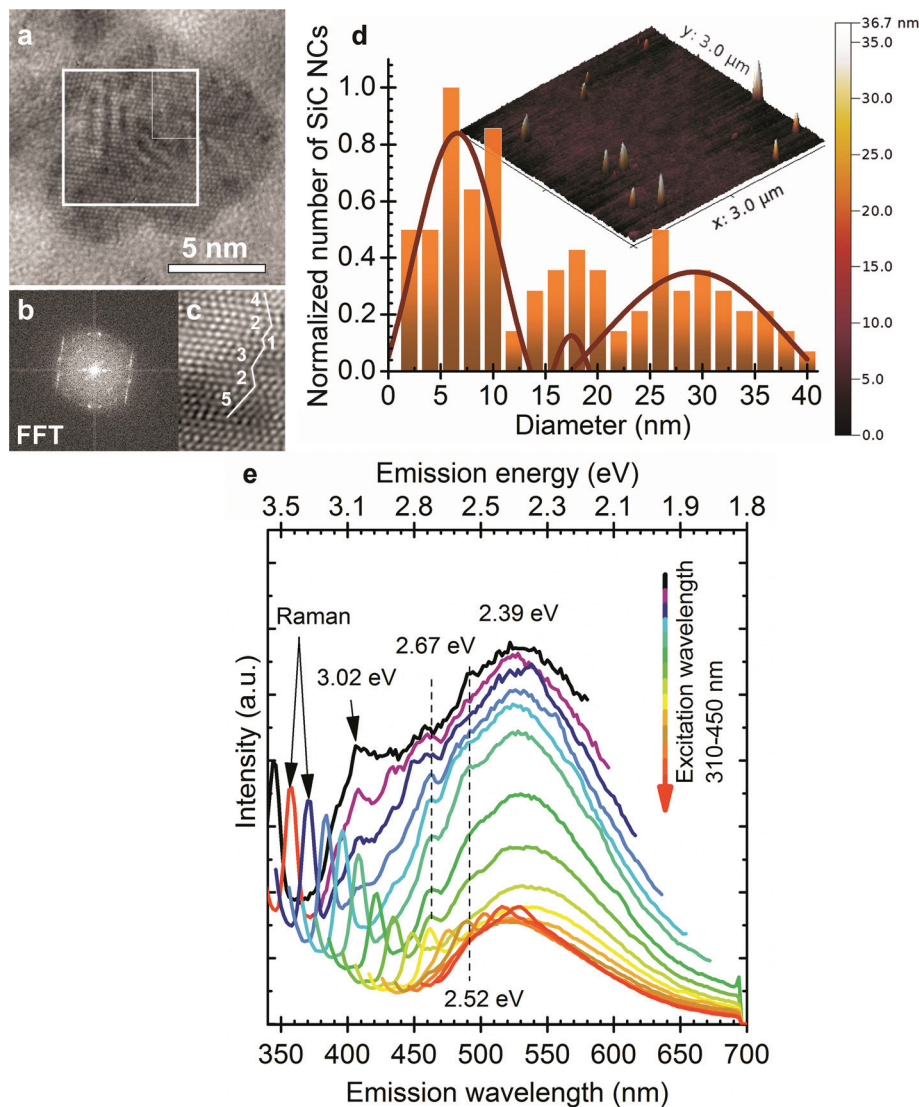 a
5 nm
b
FFT
c
4
2
1
3
2
5
d
Normalized number of SiC NCs
1.0
0.8
0.6
0.4
0.2
0.0
0 5 10 15 20 25 30 35 40
Diameter (nm)
y: 3.0 µm
x: 3.0 µm
36.7 nm
35.0
30.0
25.0
20.0
15.0
10.0
5.0
0.0
e
Emission energy (eV)
3.5 3.1 2.8 2.5 2.3 2.1 1.9 1.8
Raman
3.02 eV
2.67 eV
2.39 eV
2.52 eV
Excitation wavelength
310-450 nm
Intensity (a.u.)
350 400 450 500 550 600 650 700
Emission wavelength (nm)